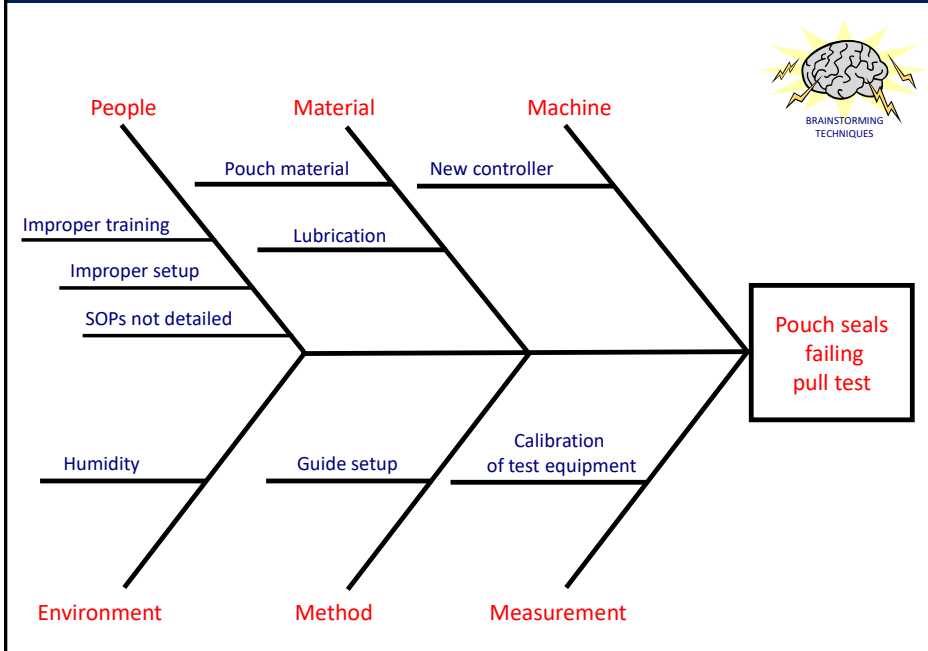 BRAINSTORMING
TECHNIQUES
People
Material
Machine
Pouch material
New controller
Improper training
Lubrication
Improper setup
SOPs not detailed
Pouch seals
failing
pull test
Humidity
Guide setup
Calibration
of test equipment
Environment
Method
Measurement